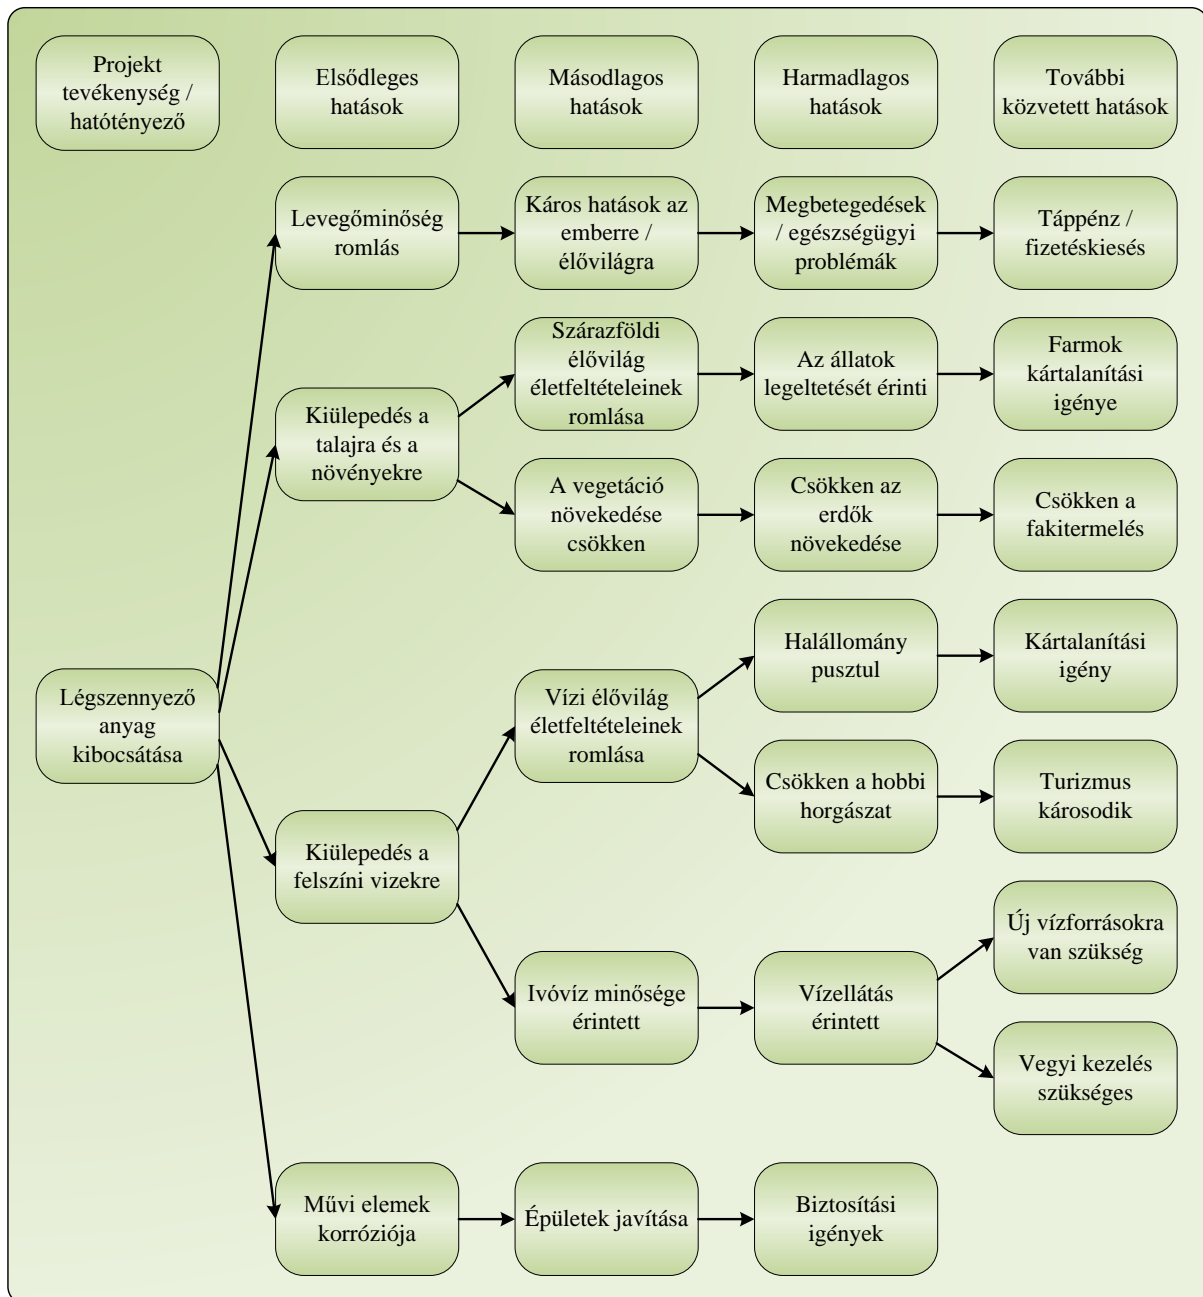 Projekt
tevékenység /
hatótényező
Elsődleges
hatások
Másodlagos
hatások
Harmadlagos
hatások
További
közvetett hatások
Levegőminőség
romlás
Káros hatások az
emberre /
élővilágra
Megbetegedések
/ egészségügyi
problémák
Táppénz /
fizetéskiesés
Szárazföldi
élővilág
életfeltételeinek
romlása
Az állatok
legeltetését érinti
Farmok
kártalanítási
igénye
Kiülepedés a
talajra és a
növényekre
A vegetáció
növekedése
csökken
Csökken az
erdők
növekedése
Csökken a
fakitermelés
Légszennyező
anyag
kibocsátása
Vízi élővilág
életfeltételeinek
romlása
Halállomány
pusztul
Kártalanítási
igény
Csökken a hobbi
horgászat
Turizmus
károsodik
Kiülepedés a
felszíni vizekre
Ivóvíz minősége
érintett
Vízellátás
érintett
Új vízforrásokra
van szükség
Vegyi kezelés
szükséges
Művi elemek
korróziója
Épületek javítása
Biztosítási
igények